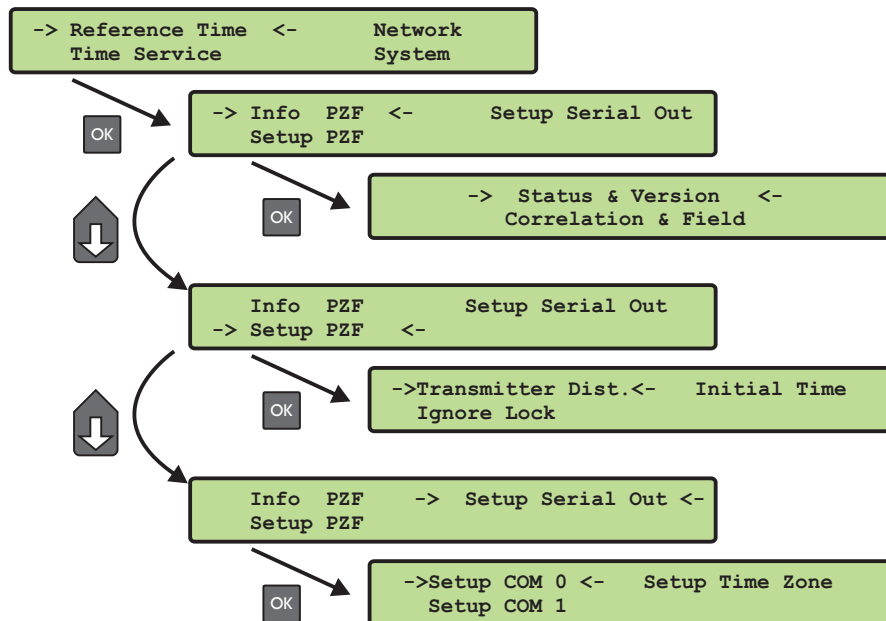 -> Reference Time <- Network
Time Service System
OK
-> Info PZF <- Setup Serial Out
Setup PZF
OK
-> Status & Version <-
Correlation & Field
Info PZF Setup Serial Out
-> Setup PZF <-
OK
->Transmitter Dist.<- Initial Time
Ignore Lock
Info PZF -> Setup Serial Out <-
Setup PZF
OK
->Setup COM 0 <- Setup Time Zone
Setup COM 1